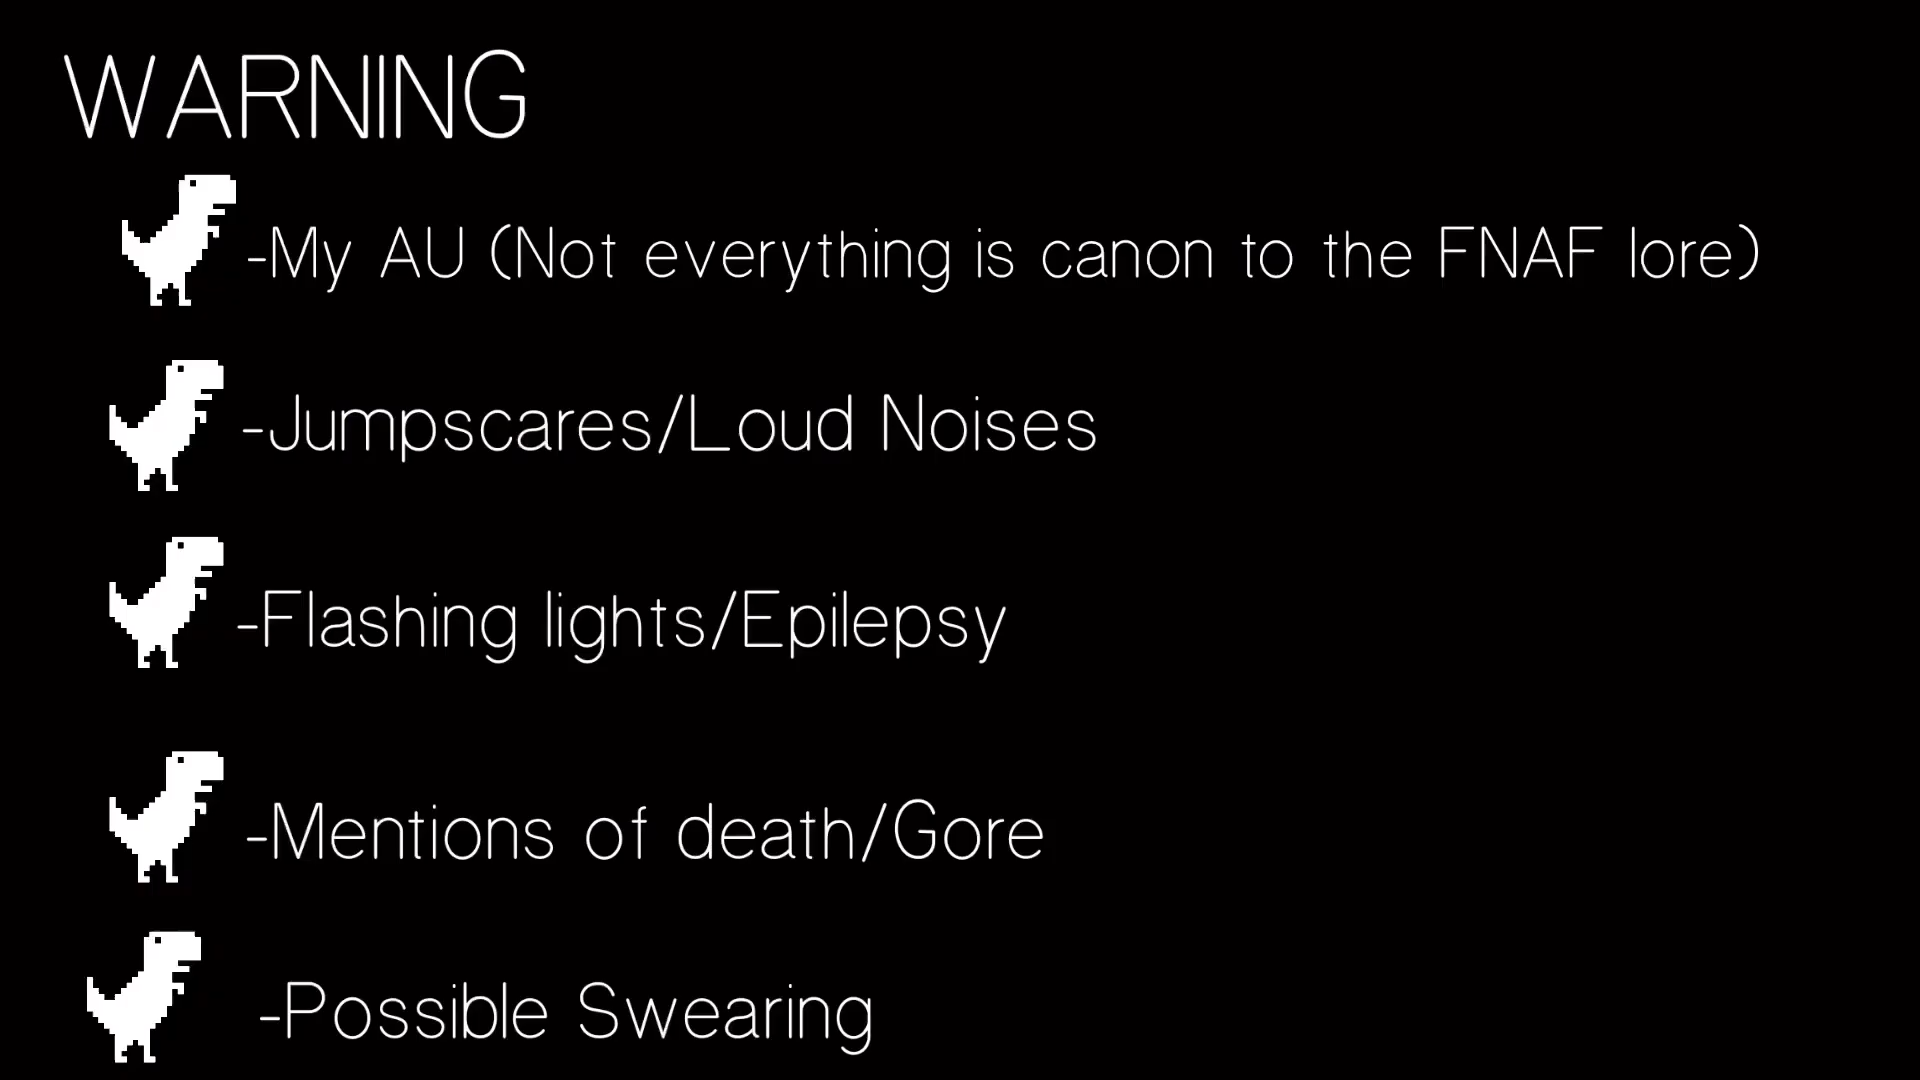 WARNING
-My AU (Not everything is canon to the FNAF lore)
-Jumpscares/Loud Noises
-Flashing lights/Epilepsy
-Mentions of death/Gore
-Possible Swearing